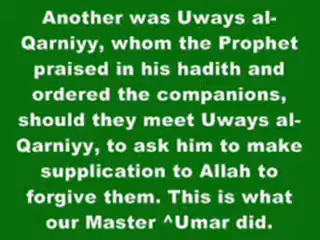 Another was Uways al-
Qarniyy, whom the Prophet
praised in his hadith and
ordered the companions,
should they meet Uways al-
Qarniyy, to ask him to make
supplication to Allah to
forgive them. This is what
our Master ^Umar did.